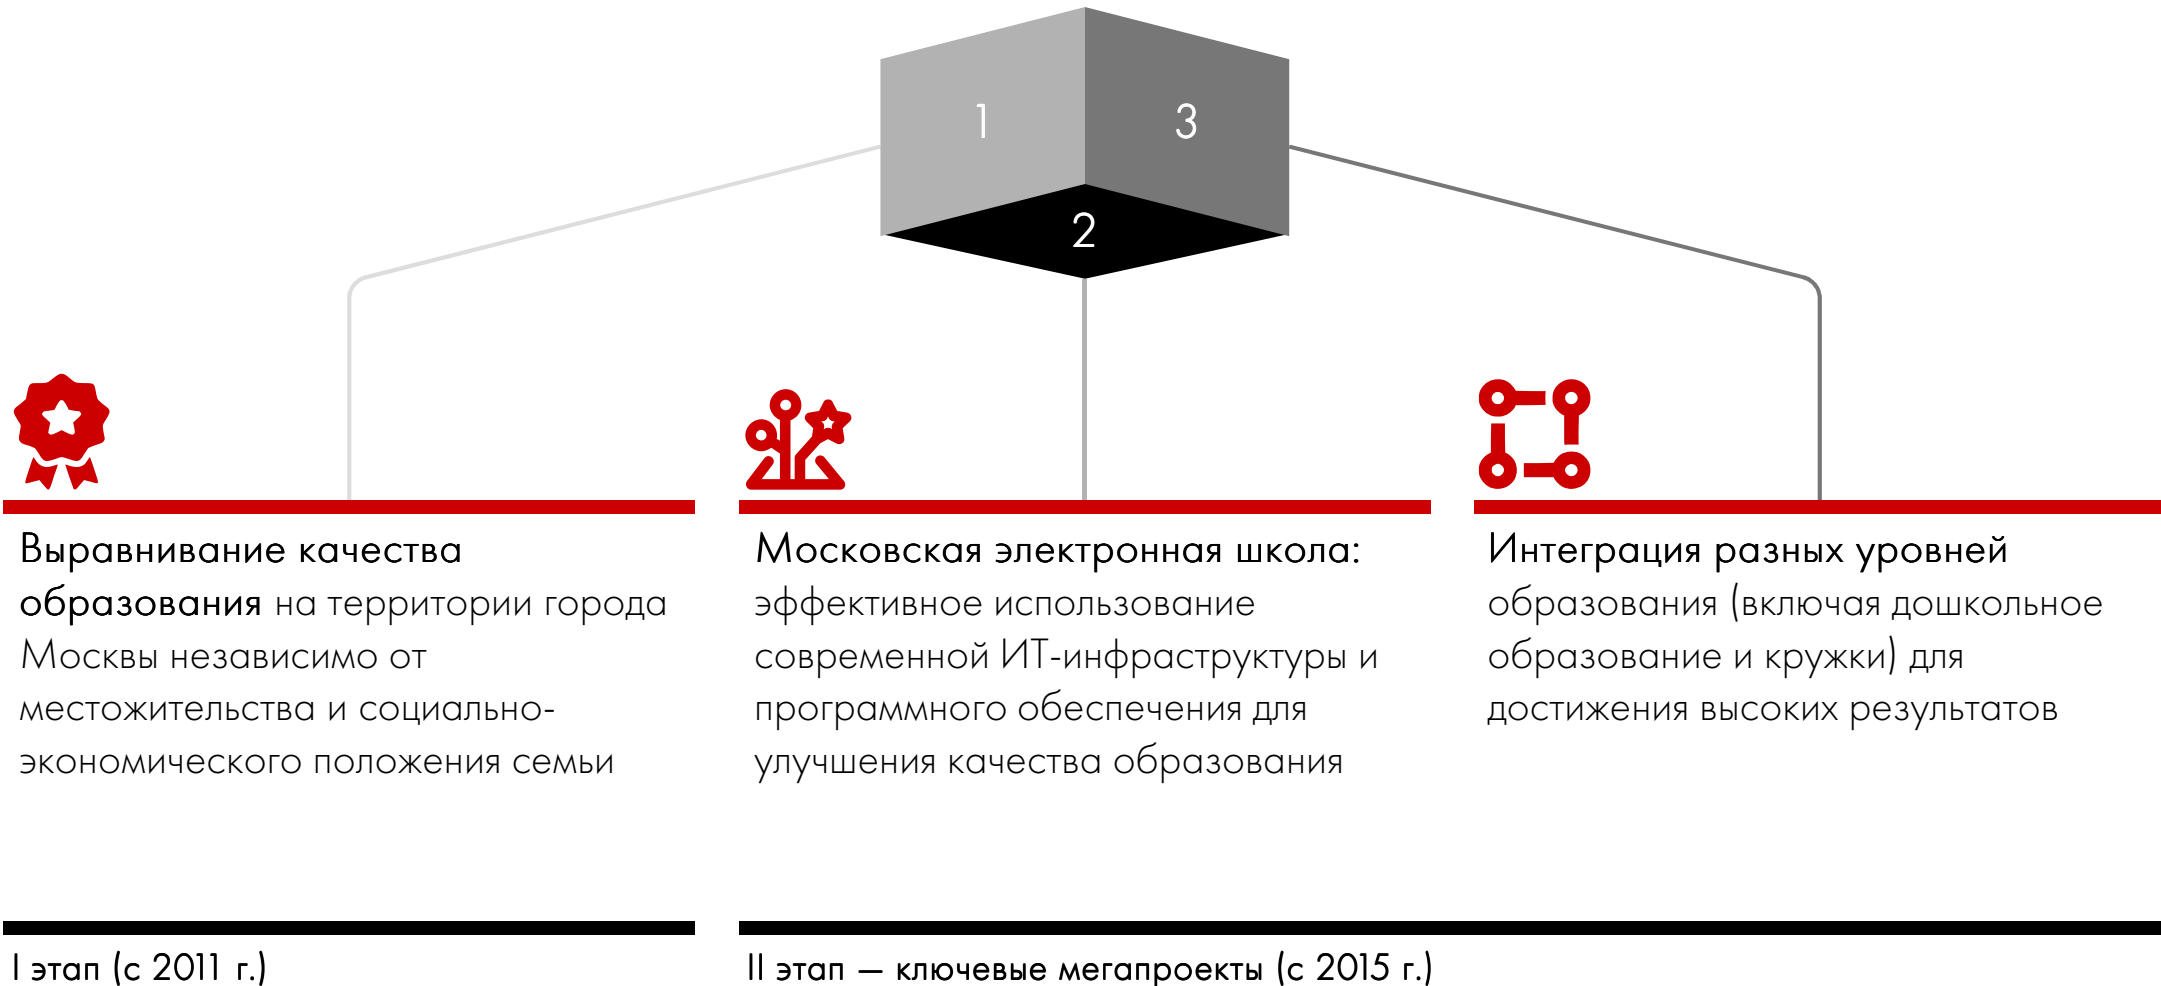 1
3
2
Выравнивание качества
образования на территории города
Москвы независимо от
местожительства и социально-
экономического положения семьи
Московская электронная школа:
эффективное использование
современной ИТ-инфраструктуры и
программного обеспечения для
улучшения качества образования
Интеграция разных уровней
образования (включая дошкольное
образование и кружки) для
достижения высоких результатов
I этап (с 2011 г.)
II этап — ключевые мегапроекты (с 2015 г.)